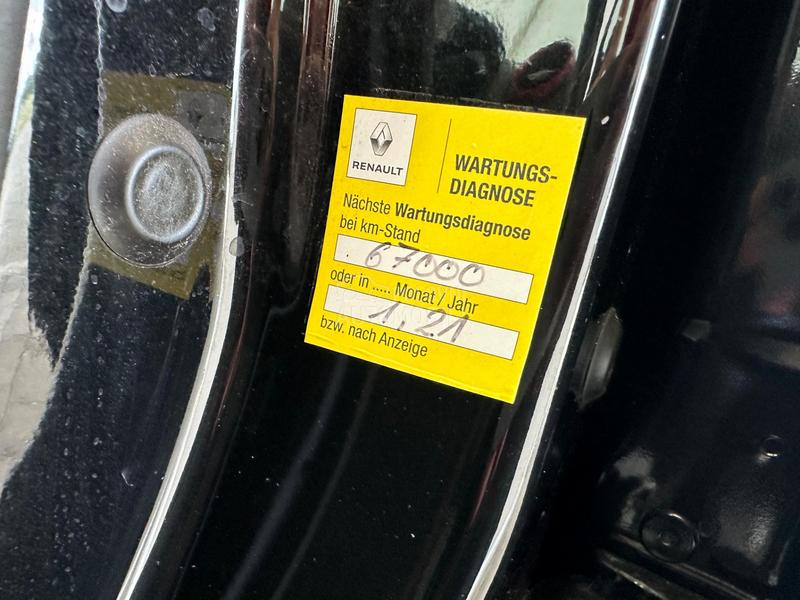 RENAULT
WARTUNGS-
DIAGNOSE
Nächste Wartungsdiagnose
bei km-Stand
67000
oder in ..... Monat / Jahr
1.21
bzw. nach Anzeige